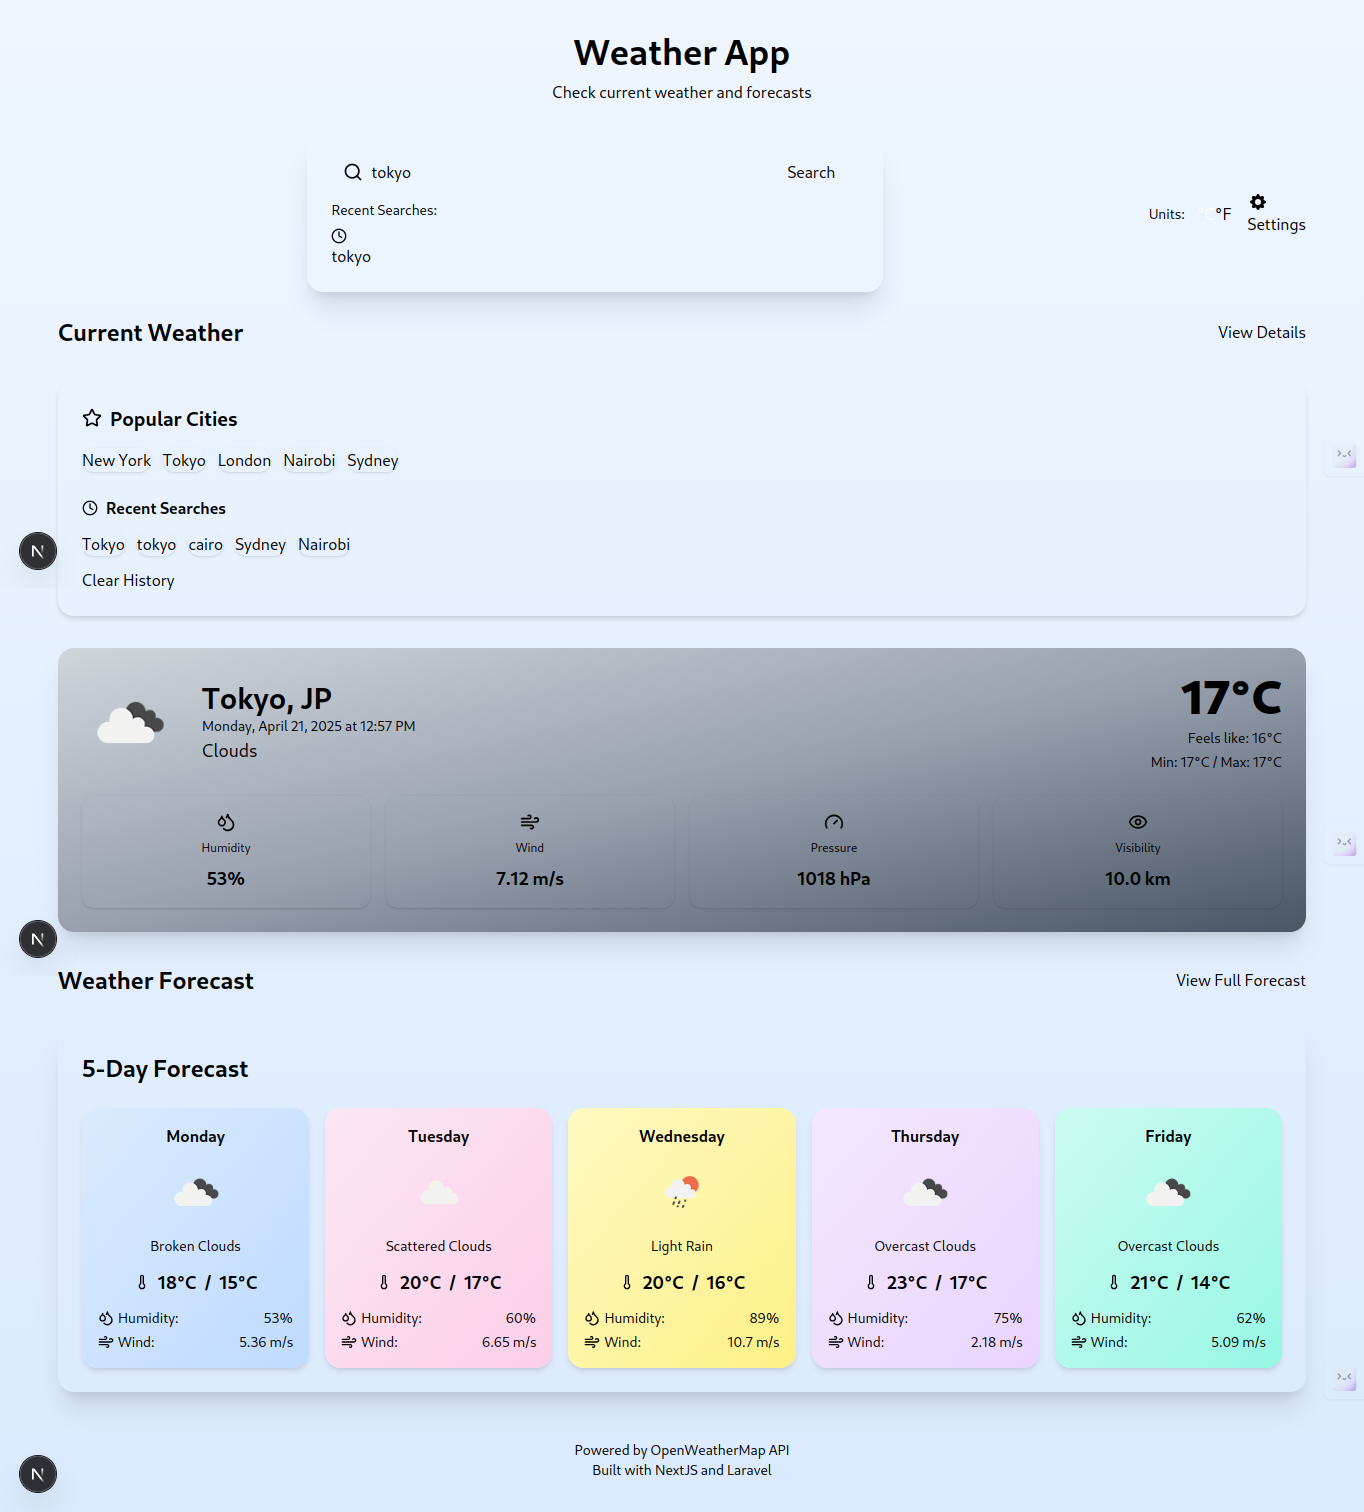 Weather App
Check current weather and forecasts
tokyo Search
Recent Searches:
tokyo
Units: °C °F Settings
Current Weather View Details
Popular Cities
New York Tokyo London Nairobi Sydney
Recent Searches
Tokyo tokyo cairo Sydney Nairobi
Clear History
Tokyo, JP
Monday, April 21, 2025 at 12:57 PM
Clouds
17°C
Feels like: 16°C
Min: 17°C / Max: 17°C
Humidity
53%
Wind
7.12 m/s
Pressure
1018 hPa
Visibility
10.0 km
Weather Forecast View Full Forecast
5-Day Forecast
Monday
Broken Clouds
18°C / 15°C
Humidity: 53%
Wind: 5.36 m/s
Tuesday
Scattered Clouds
20°C / 17°C
Humidity: 60%
Wind: 6.65 m/s
Wednesday
Light Rain
20°C / 16°C
Humidity: 89%
Wind: 10.7 m/s
Thursday
Overcast Clouds
23°C / 17°C
Humidity: 75%
Wind: 2.18 m/s
Friday
Overcast Clouds
21°C / 14°C
Humidity: 62%
Wind: 5.09 m/s
Powered by OpenWeatherMap API
Built with NextJS and Laravel
N
N
N